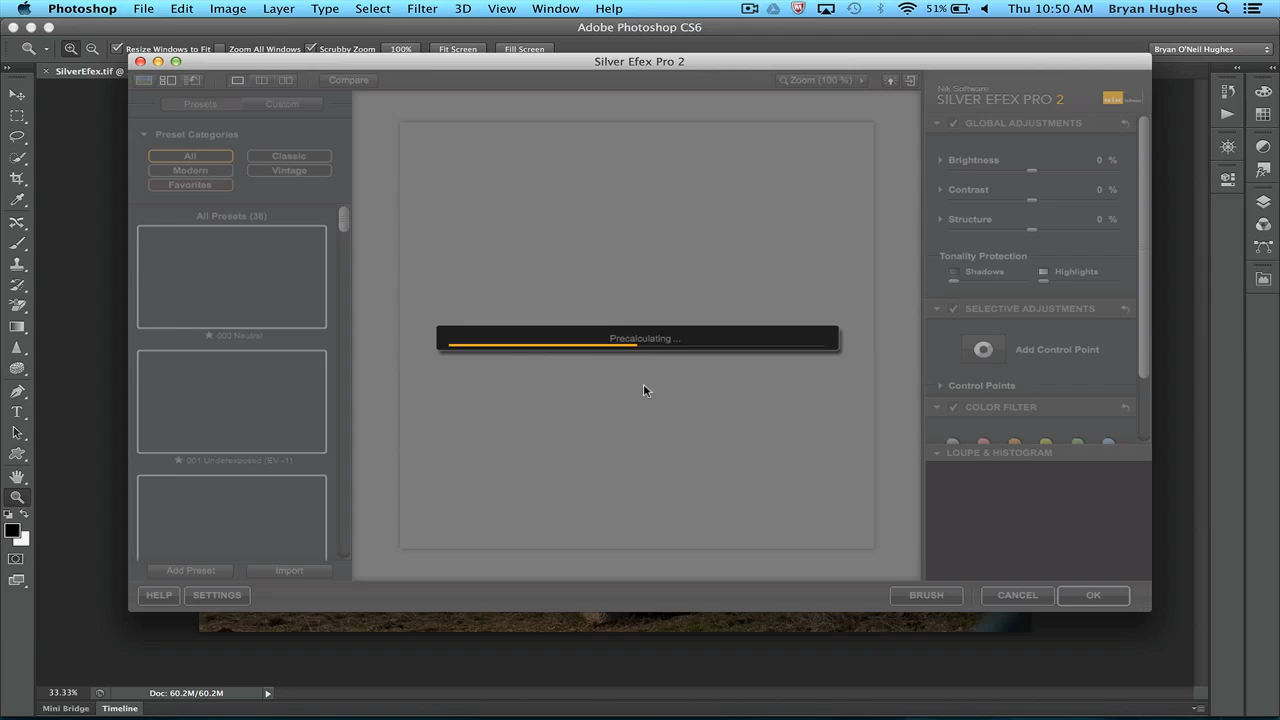 Photoshop File Edit Image Layer Type Select Filter 3D View Window Help 51% Thu 10:50 AM Bryan Hughes
Adobe Photoshop CS6
Resize Windows to Fit Zoom All Windows Scrubby Zoom 100% Fit Screen Fill Screen Bryan O'Neil Hughes
Silver Efex Pro 2
SilverEfex.tif @
Compare Zoom (100 %)
Presets Custom
Preset Categories
All Classic
Modern Vintage
Favorites
All Presets (38)
★ 000 Neutral
★ 001 Underexposed (EV -1)
Add Preset Import
Precalculating ...
Nik Software
SILVER EFEX PRO 2
GLOBAL ADJUSTMENTS
Brightness 0 %
Contrast 0 %
Structure 0 %
Tonality Protection
Shadows Highlights
SELECTIVE ADJUSTMENTS
Add Control Point
Control Points
COLOR FILTER
LOUPE & HISTOGRAM
HELP SETTINGS BRUSH CANCEL OK
33.33% Doc: 60.2M/60.2M
Mini Bridge Timeline